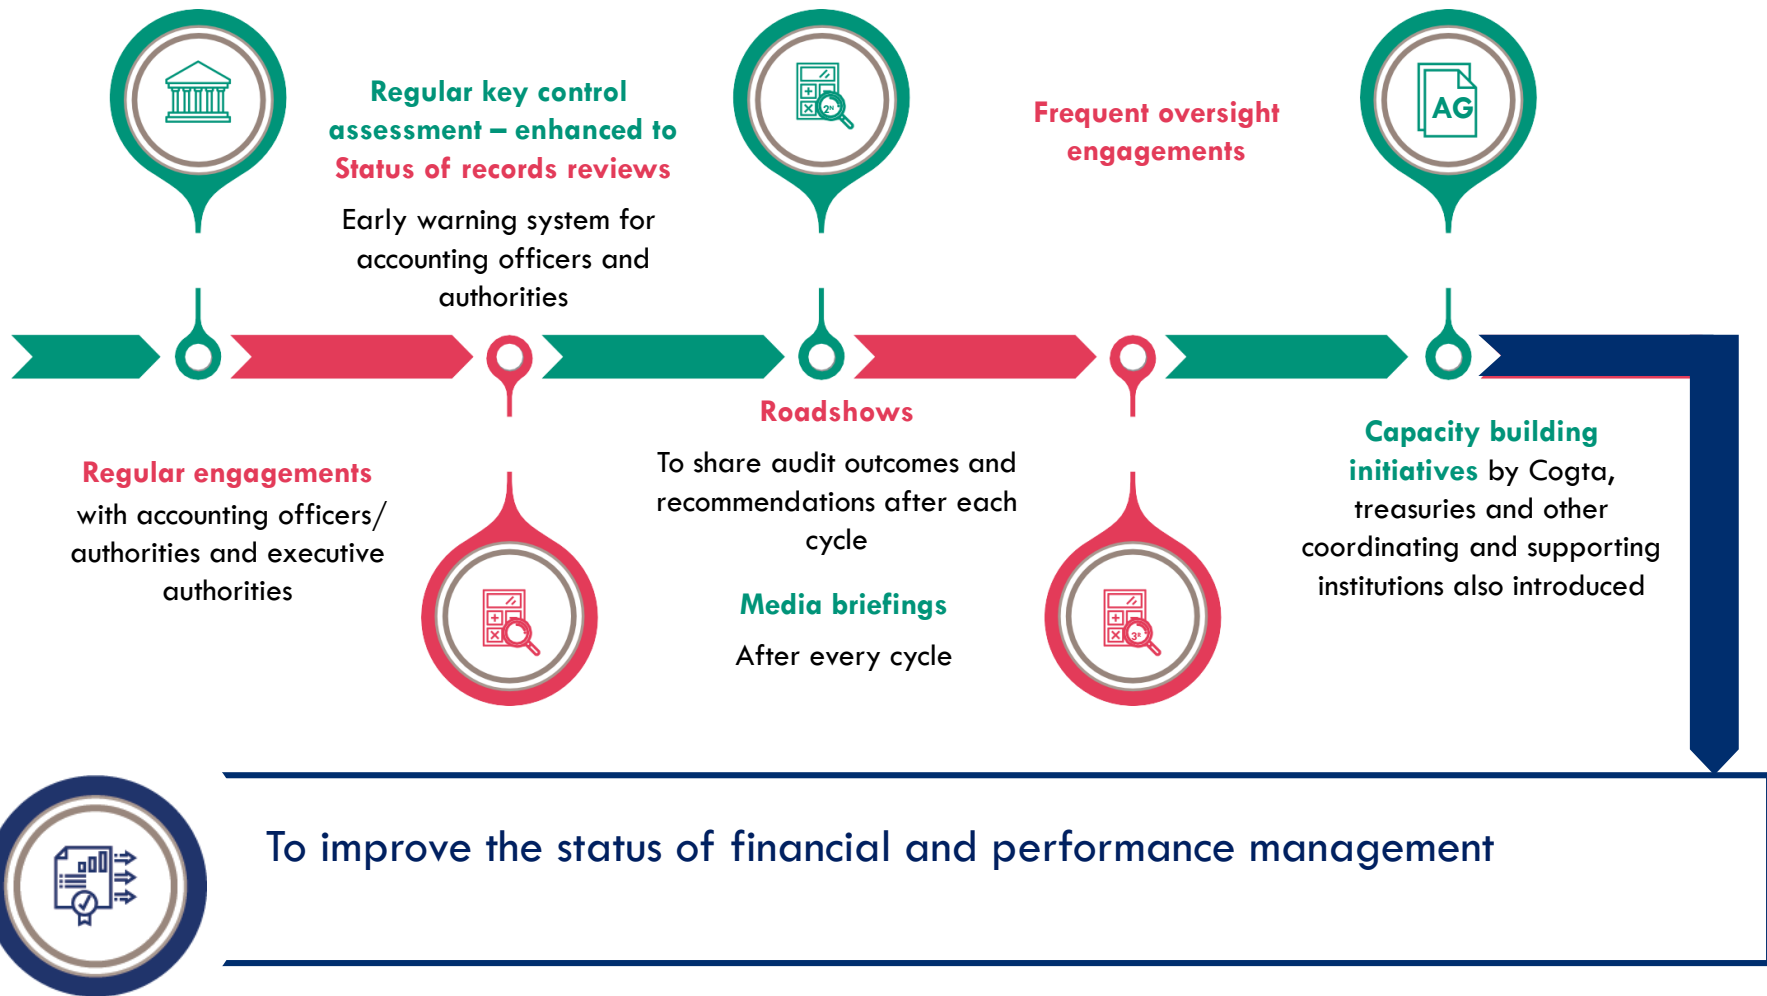 Regular engagements
with accounting officers/
authorities and executive
authorities
Regular key control
assessment – enhanced to
Status of records reviews
Early warning system for
accounting officers and
authorities
2ᴺ
Roadshows
To share audit outcomes and
recommendations after each
cycle
Media briefings
After every cycle
Frequent oversight
engagements
3ᴿ
AG
Capacity building
initiatives by Cogta,
treasuries and other
coordinating and supporting
institutions also introduced
To improve the status of financial and performance management